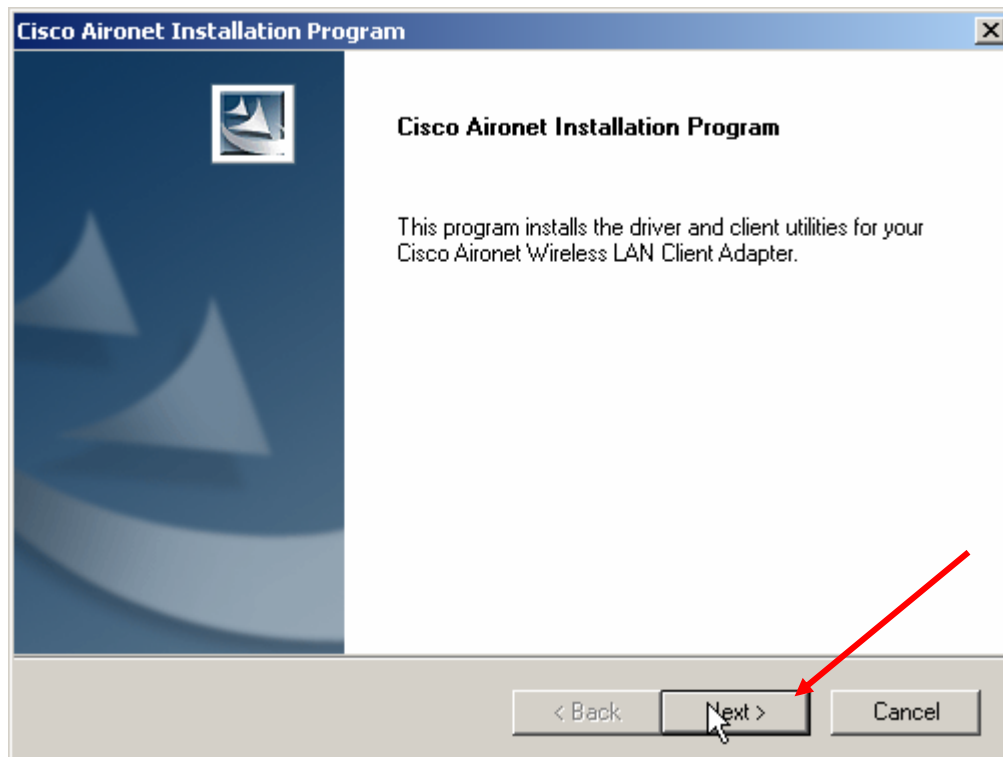 Cisco Aironet Installation Program
Cisco Aironet Installation Program
This program installs the driver and client utilities for your
Cisco Aironet Wireless LAN Client Adapter.
< Back
Next >
Cancel